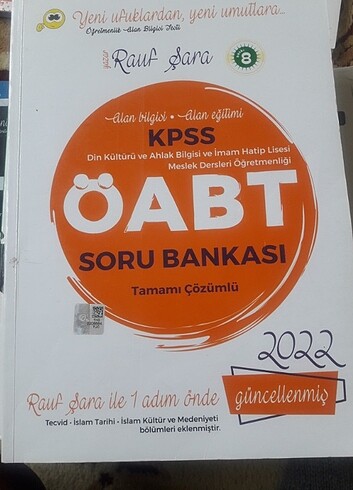 Yeni ufuklardan, yeni umutlara...
Öğretmenlik Alan Bilgisi Testi
yazar
Rauf Şara
8
Alan bilgisi • Alan eğitimi
KPSS
Din Kültürü ve Ahlak Bilgisi ve İmam Hatip Lisesi
Meslek Dersleri Öğretmenliği
ÖABT
SORU BANKASI
Tamamı Çözümlü
2022
güncellenmiş
Rauf Şara ile 1 adım önde
Tecvid - İslam Tarihi - İslam Kültür ve Medeniyeti
bölümleri eklenmiştir.